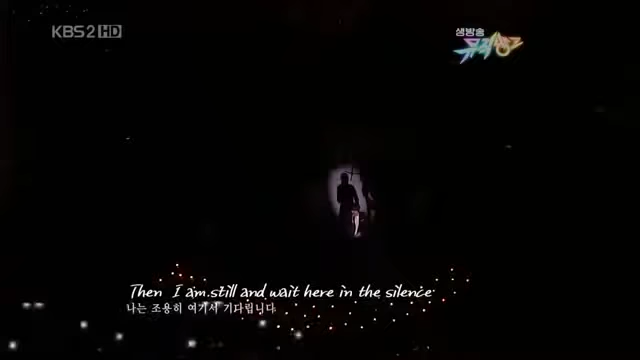 KBS2 HD
생방송
뮤직뱅크
Then I am still and wait here in the silence
나는 조용히 여기서 기다립니다